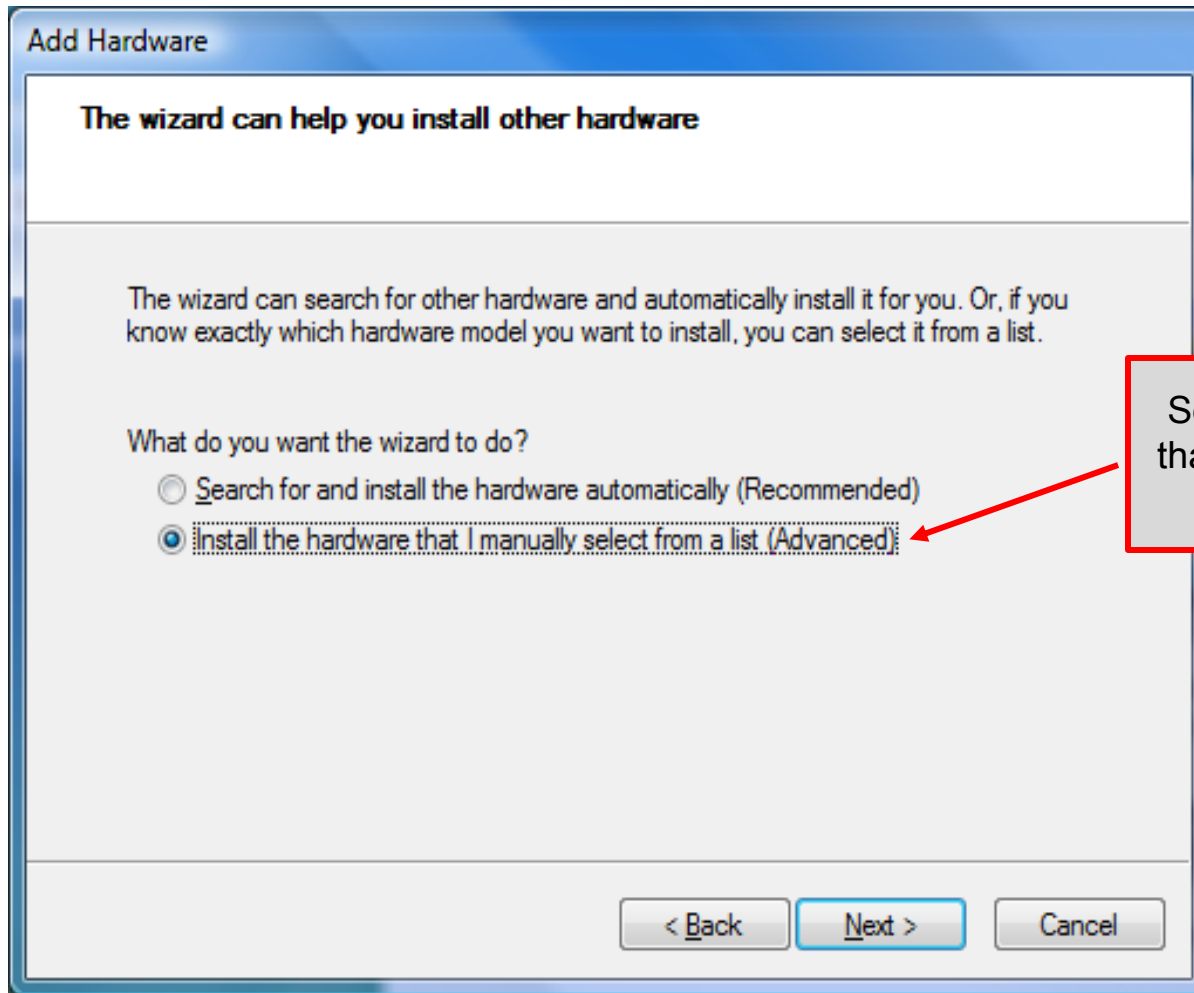 Add Hardware
The wizard can help you install other hardware
The wizard can search for other hardware and automatically install it for you. Or, if you
know exactly which hardware model you want to install, you can select it from a list.
What do you want the wizard to do?
Search for and install the hardware automatically (Recommended)
Install the hardware that I manually select from a list (Advanced)
< Back
Next >
Cancel